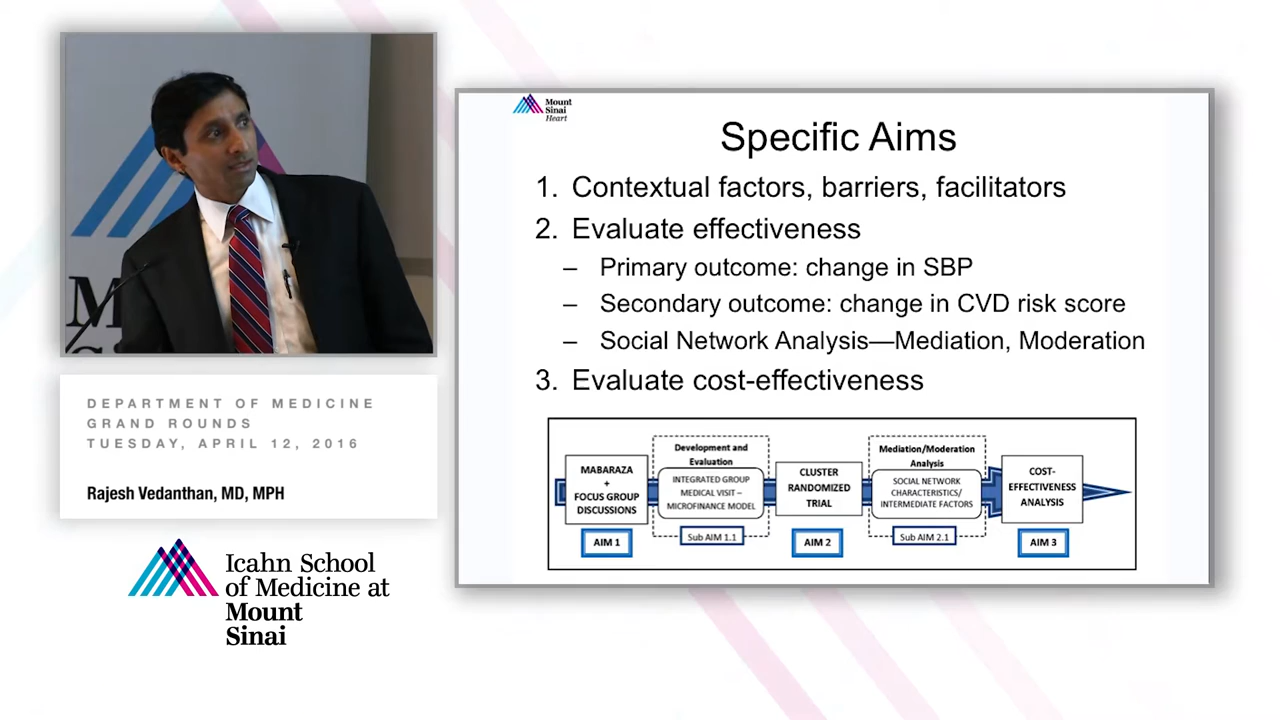 Mount
Sinai
Heart
Specific Aims
1. Contextual factors, barriers, facilitators
2. Evaluate effectiveness
– Primary outcome: change in SBP
– Secondary outcome: change in CVD risk score
– Social Network Analysis—Mediation, Moderation
3. Evaluate cost-effectiveness
MABARAZA
+
FOCUS GROUP
DISCUSSIONS
AIM 1
Development and
Evaluation
INTEGRATED GROUP
MEDICAL VISIT –
MICROFINANCE MODEL
Sub AIM 1.1
CLUSTER
RANDOMIZED
TRIAL
AIM 2
Mediation/Moderation
Analysis
SOCIAL NETWORK
CHARACTERISTICS/
INTERMEDIATE FACTORS
Sub AIM 2.1
COST-
EFFECTIVENESS
ANALYSIS
AIM 3
DEPARTMENT OF MEDICINE
GRAND ROUNDS
TUESDAY, APRIL 12, 2016
Rajesh Vedanthan, MD, MPH
Icahn School
of Medicine at
Mount
Sinai